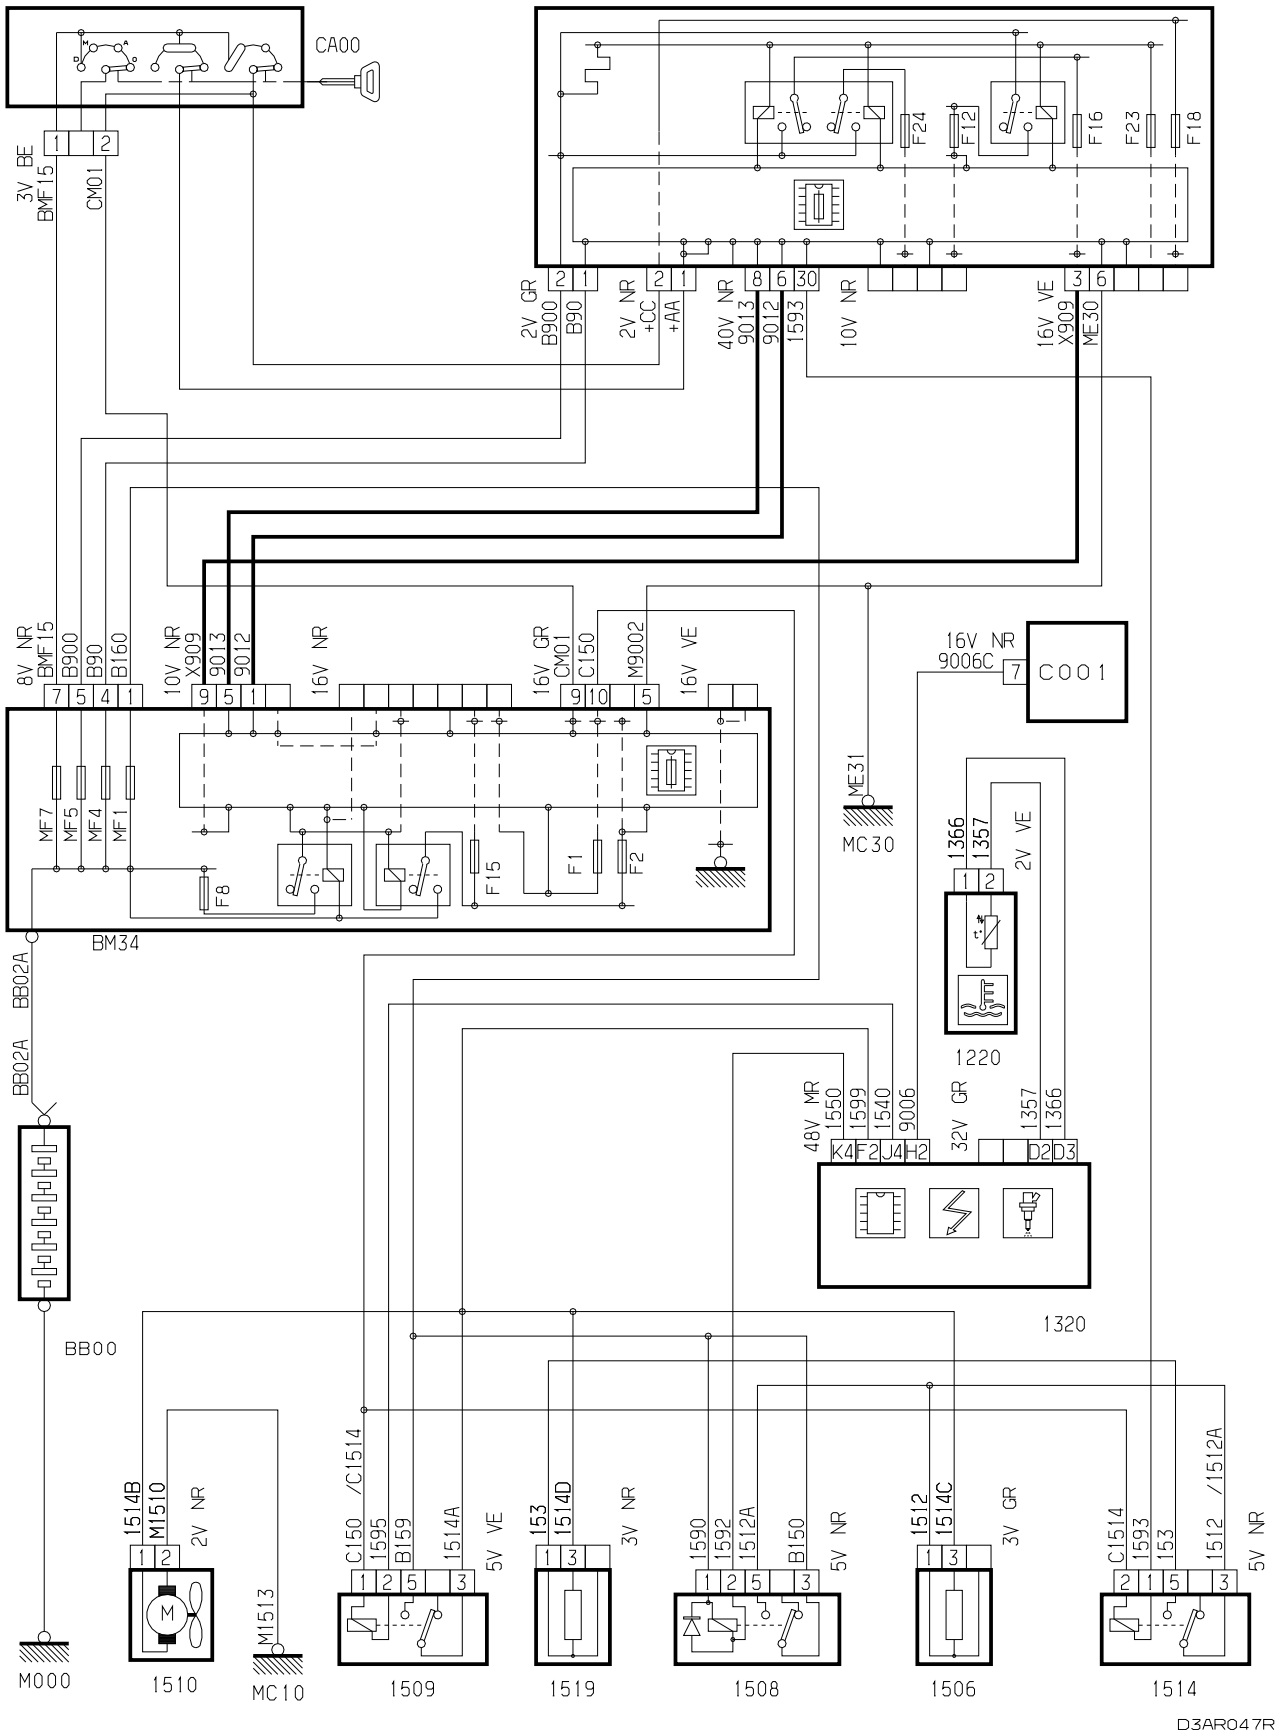 CA00
M
A
D
O
1
2
3V BE
BMF15
CM01
F24
F12
F16
F23
F18
2
1
2
1
8
6
30
3
6
2V GR
B900
B90
2V NR
+CC
+AA
40V NR
9013
9012
1593
10V NR
16V VE
X909
ME30
8V NR
BMF15
B900
B90
B160
10V NR
X909
9013
9012
16V NR
16V GR
CM01
C150
M9002
16V VE
7
5
4
1
9
5
1
9
10
5
MF7
MF5
MF4
MF1
F8
F15
F1
F2
BM34
ME31
MC30
16V NR
9006C
7
C001
1366
1357
2V VE
1
2
t°
1220
BB02A
BB02A
48V MR
1550
1599
1540
9006
32V GR
1357
1366
K4
F2
J4
H2
D2
D3
1320
BB00
M000
1514B
M1510
2V NR
1
2
M
1510
M1513
MC10
C150 /C1514
1595
B159
1514A
5V VE
1
2
5
3
1509
153
1514D
3V NR
1
3
1519
1590
1592
1512A
B150
5V NR
1
2
5
3
1508
1512
1514C
3V GR
1
3
1506
C1514
1593
153
1512 /1512A
5V NR
2
1
5
3
1514
D3AR047R